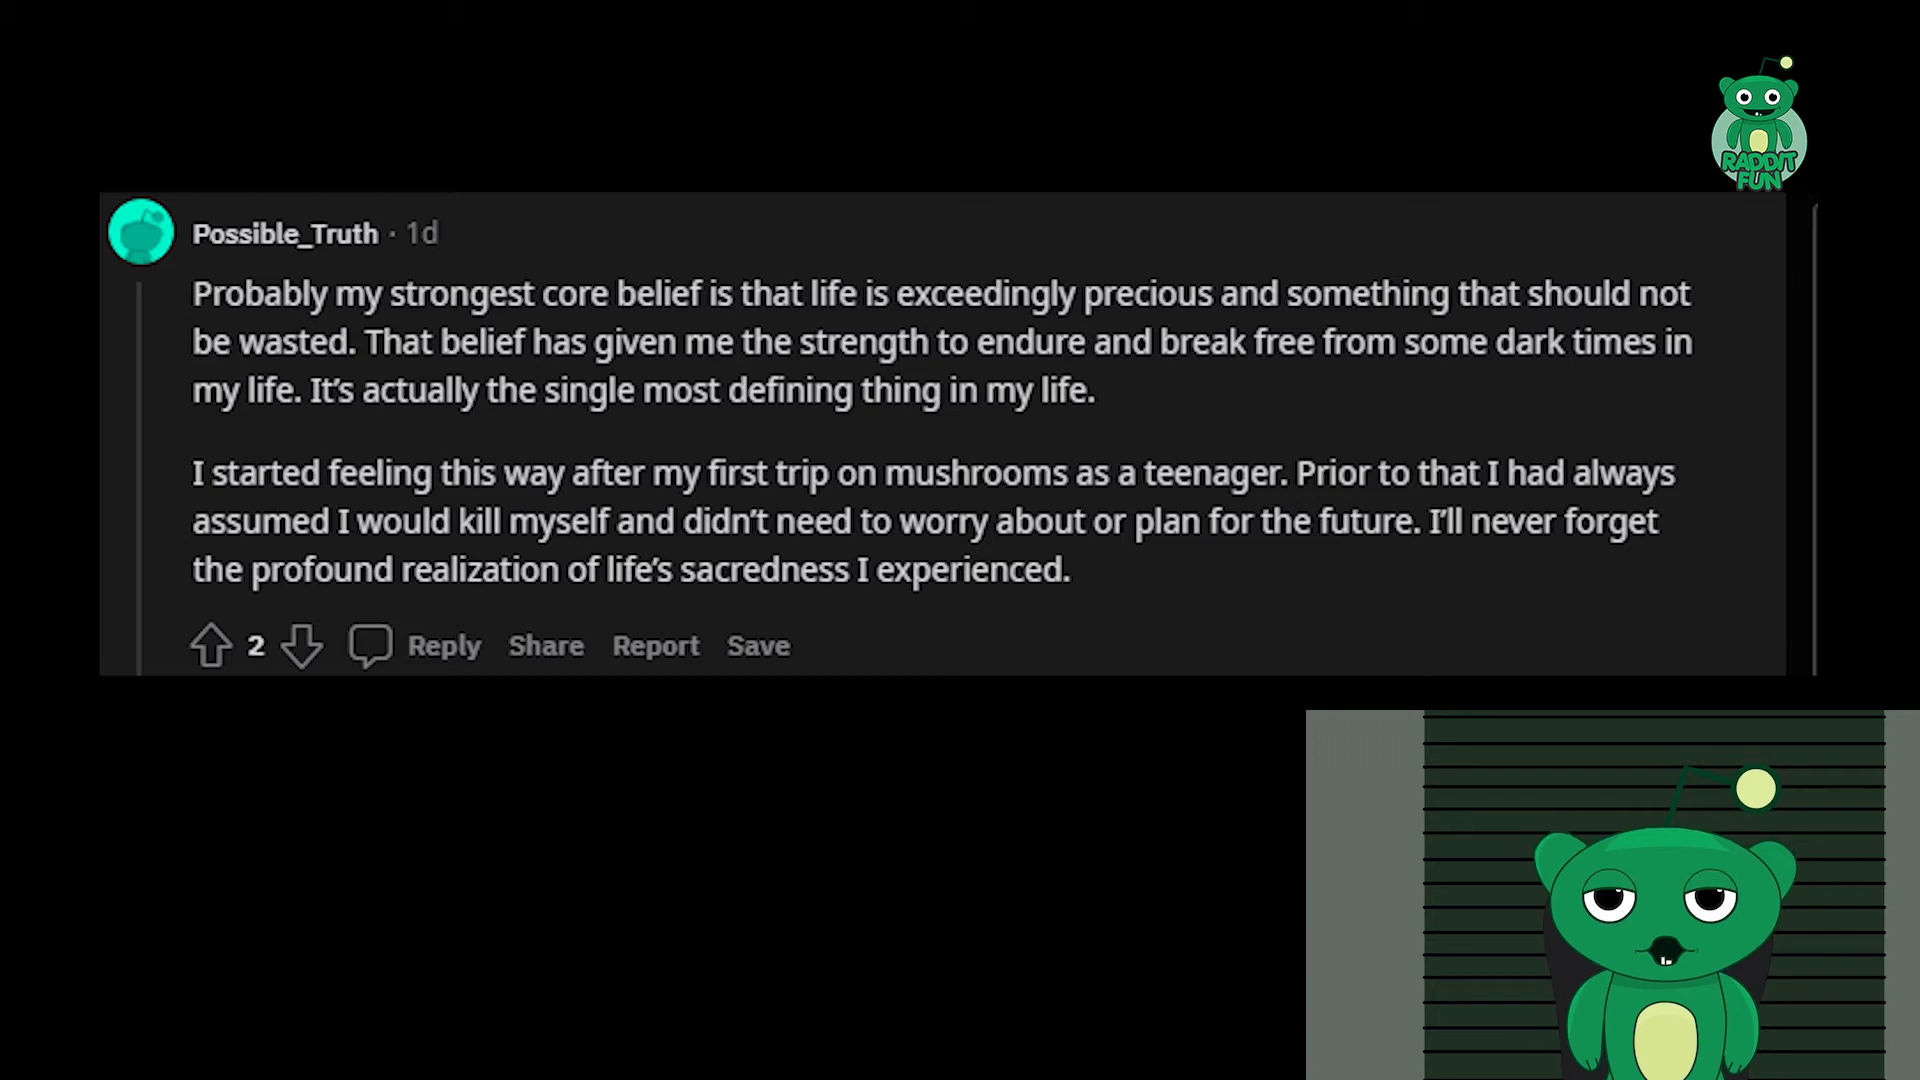 RADDIT
FUN
Possible_Truth · 1d
Probably my strongest core belief is that life is exceedingly precious and something that should not
be wasted. That belief has given me the strength to endure and break free from some dark times in
my life. It’s actually the single most defining thing in my life.
I started feeling this way after my first trip on mushrooms as a teenager. Prior to that I had always
assumed I would kill myself and didn’t need to worry about or plan for the future. I’ll never forget
the profound realization of life’s sacredness I experienced.
2 Reply Share Report Save